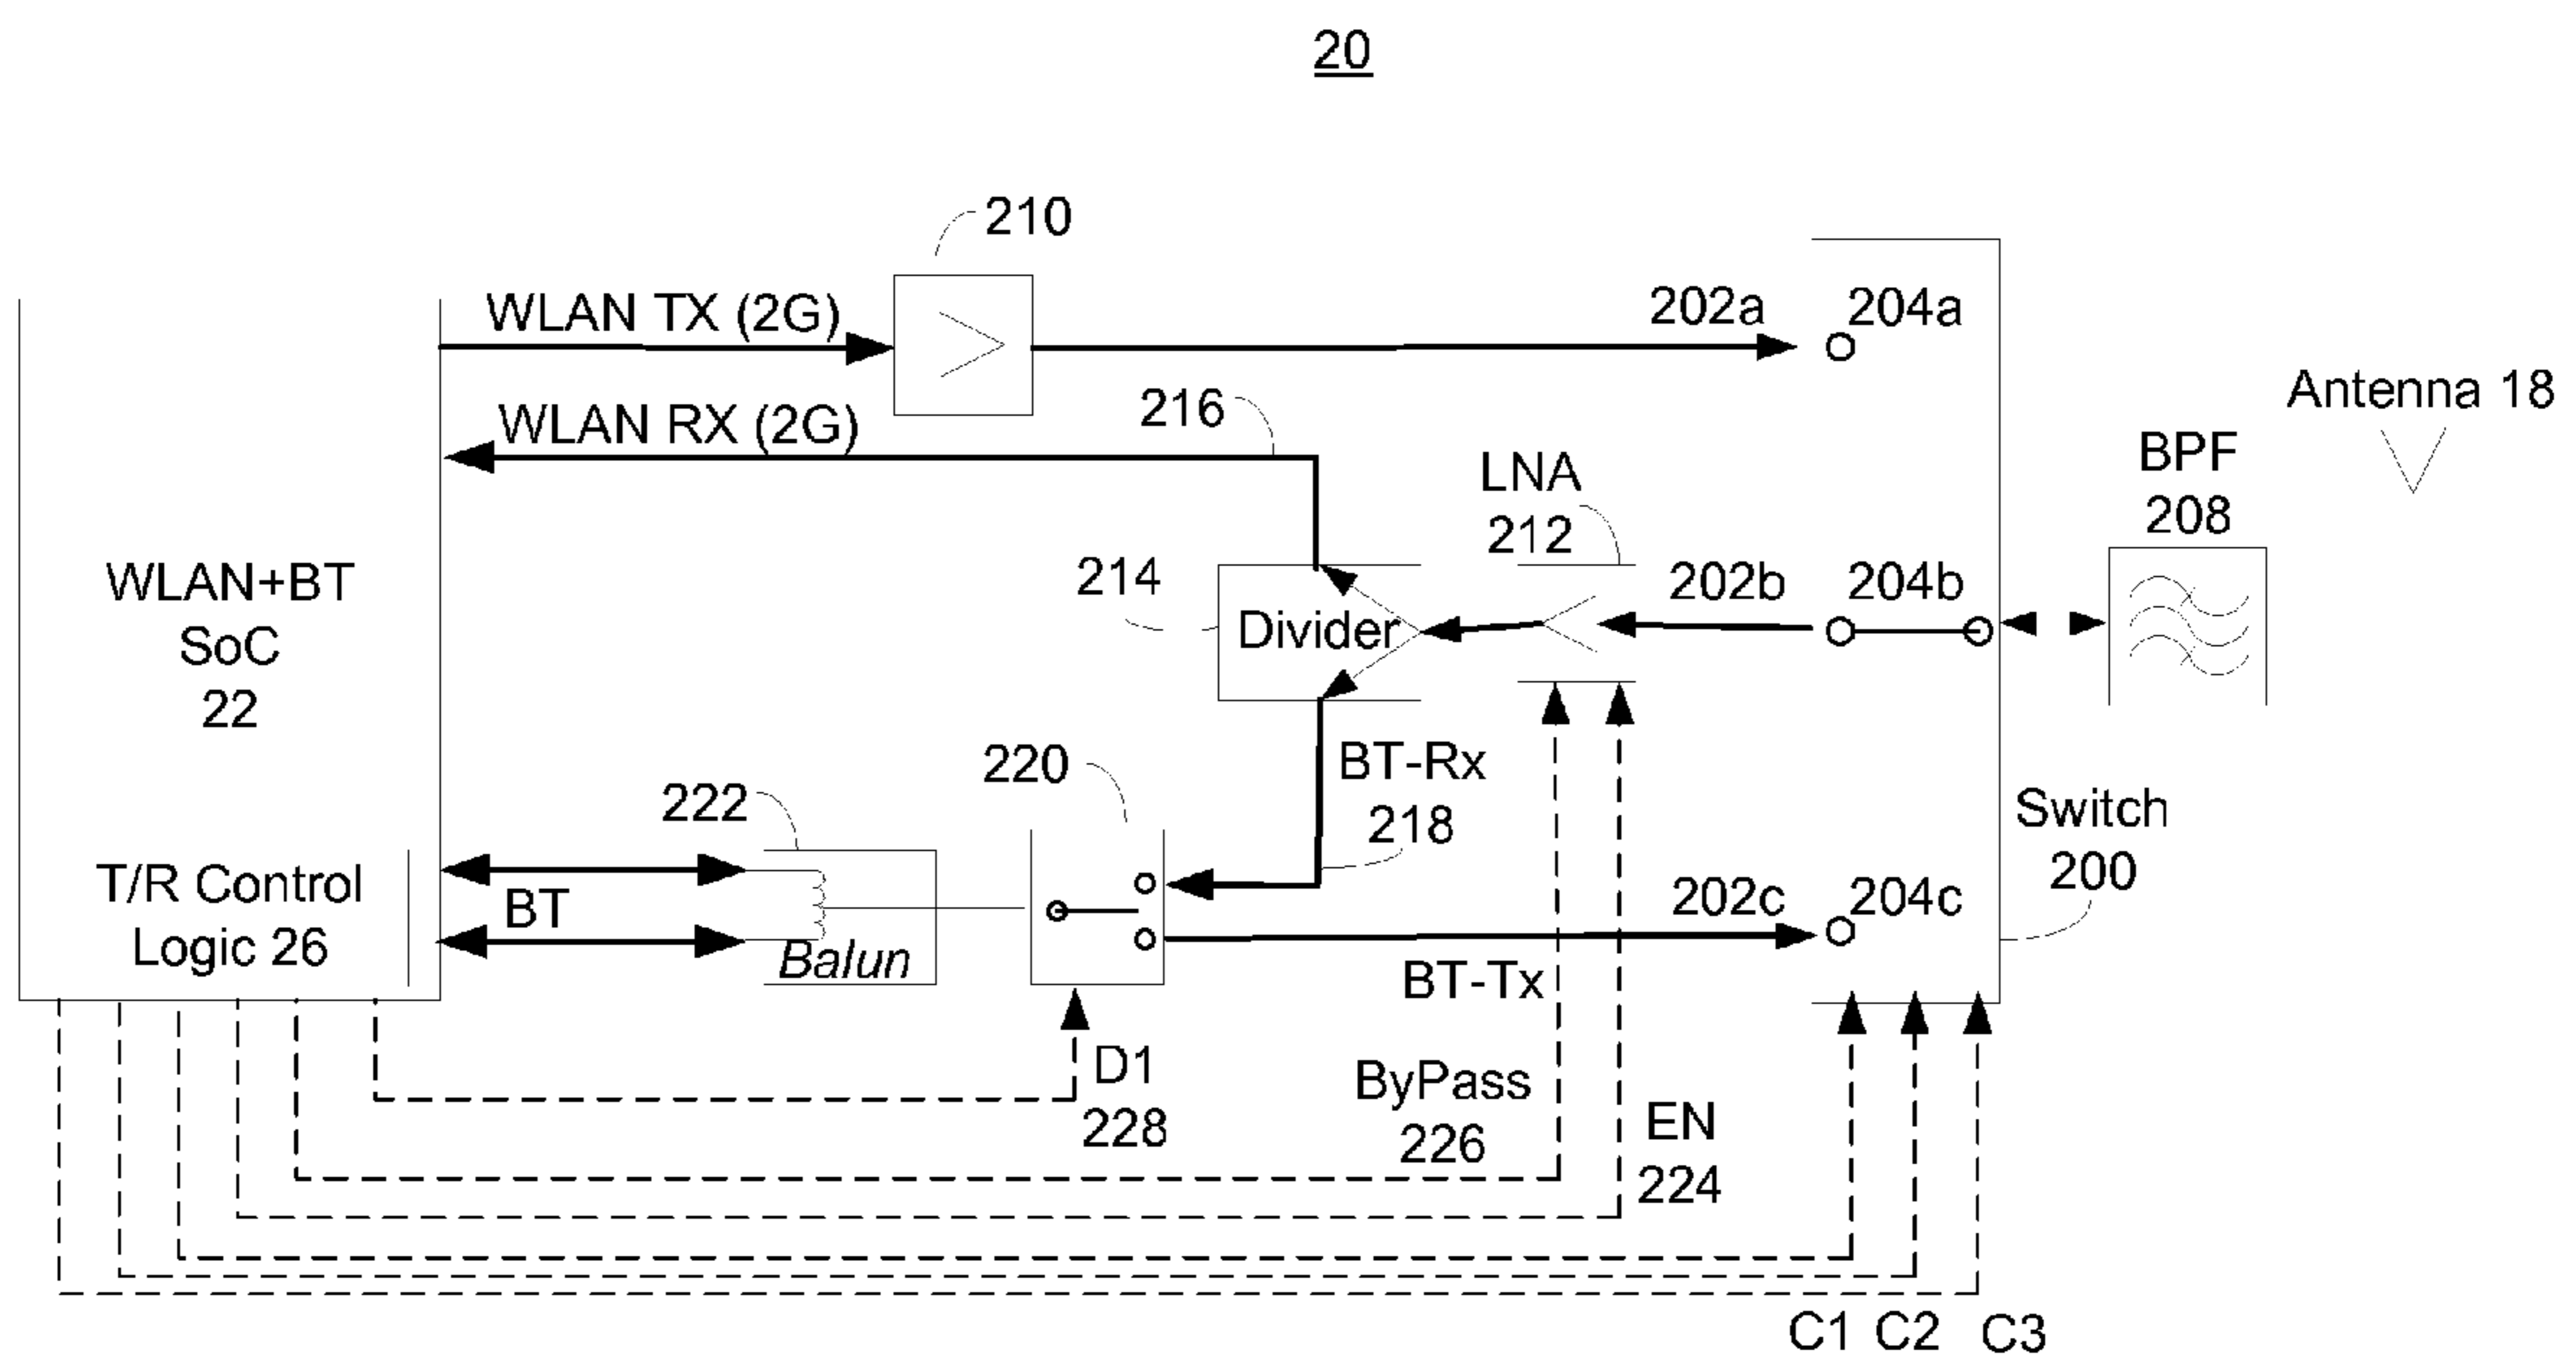 20
210
WLAN TX (2G)
202a
204a
Antenna 18
216
WLAN RX (2G)
BPF
208
LNA
212
214
Divider
202b
204b
WLAN+BT
SoC
22
BT-Rx
218
220
222
Switch
200
T/R Control
Logic 26
BT
Balun
202c
204c
BT-Tx
D1
228
ByPass
226
EN
224
C1 C2 C3